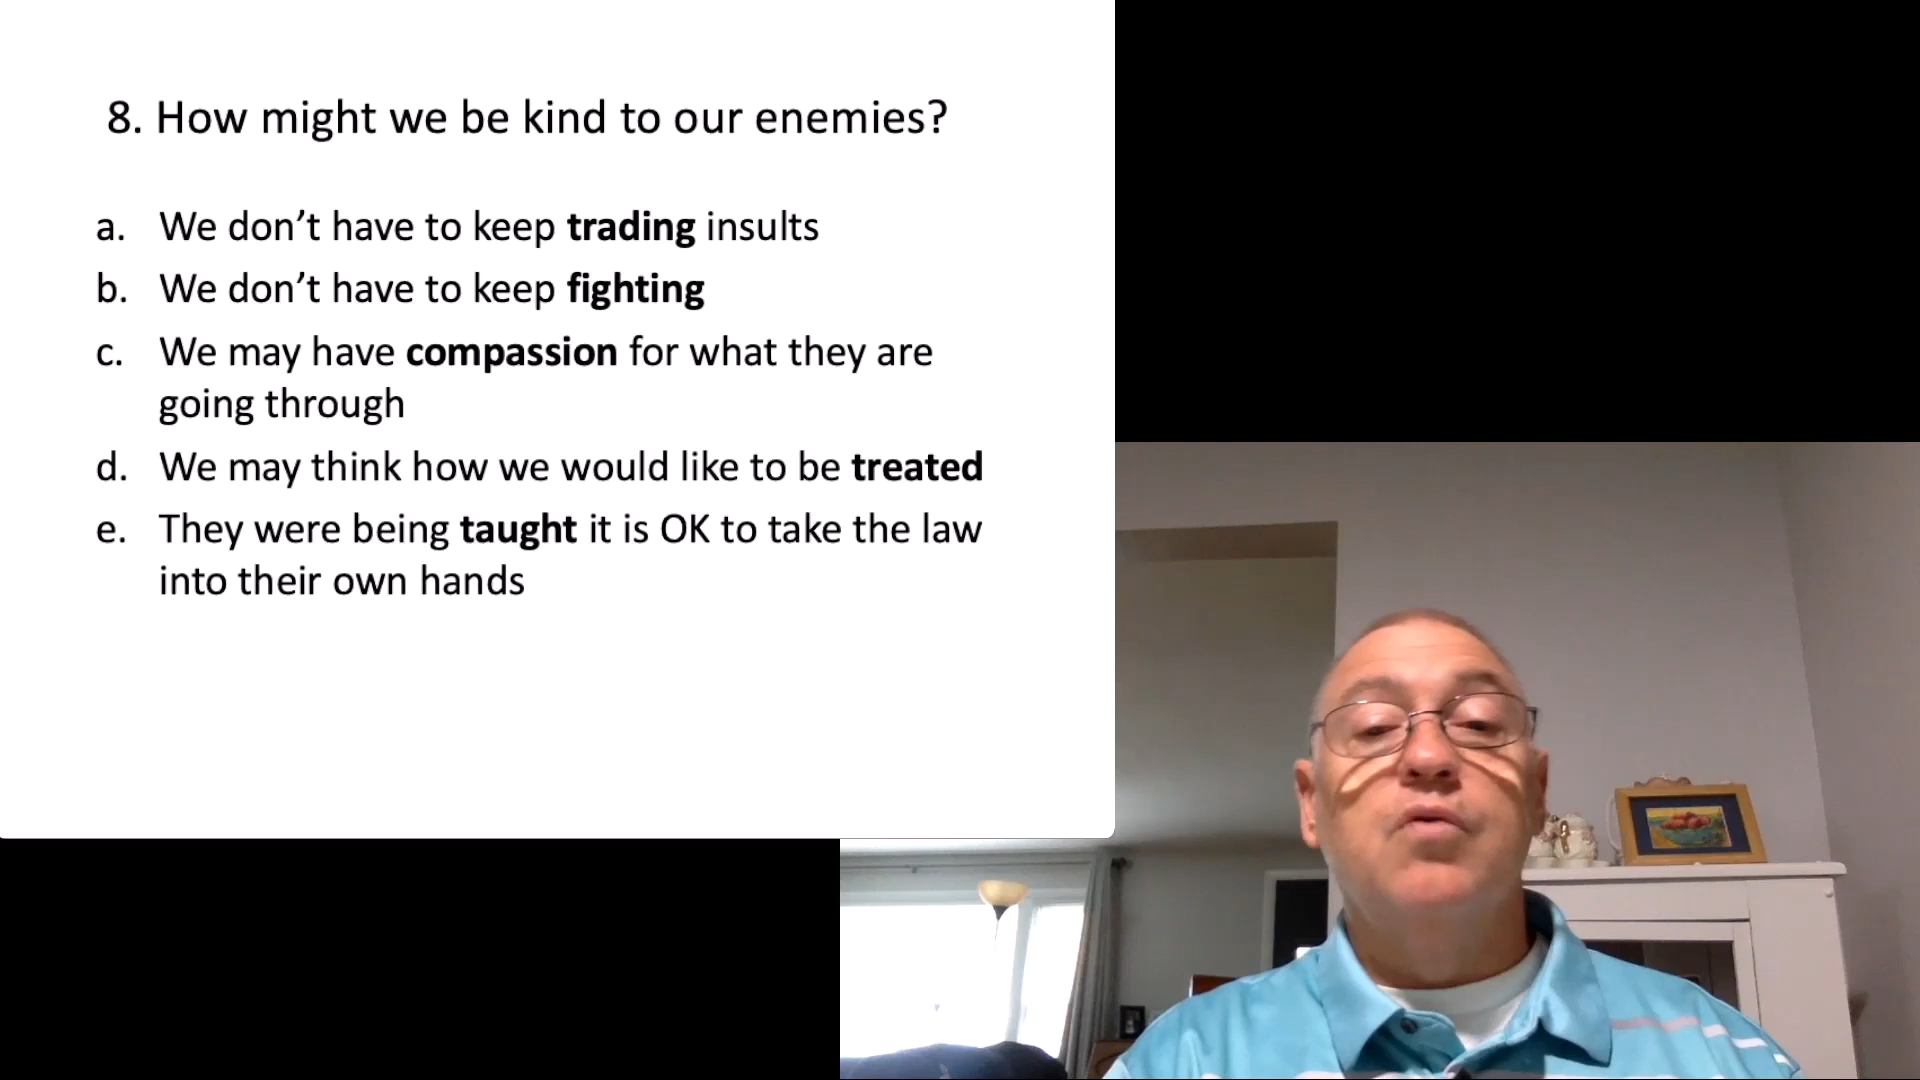 8. How might we be kind to our enemies?
a. We don’t have to keep trading insults
b. We don’t have to keep fighting
c. We may have compassion for what they are
going through
d. We may think how we would like to be treated
e. They were being taught it is OK to take the law
into their own hands